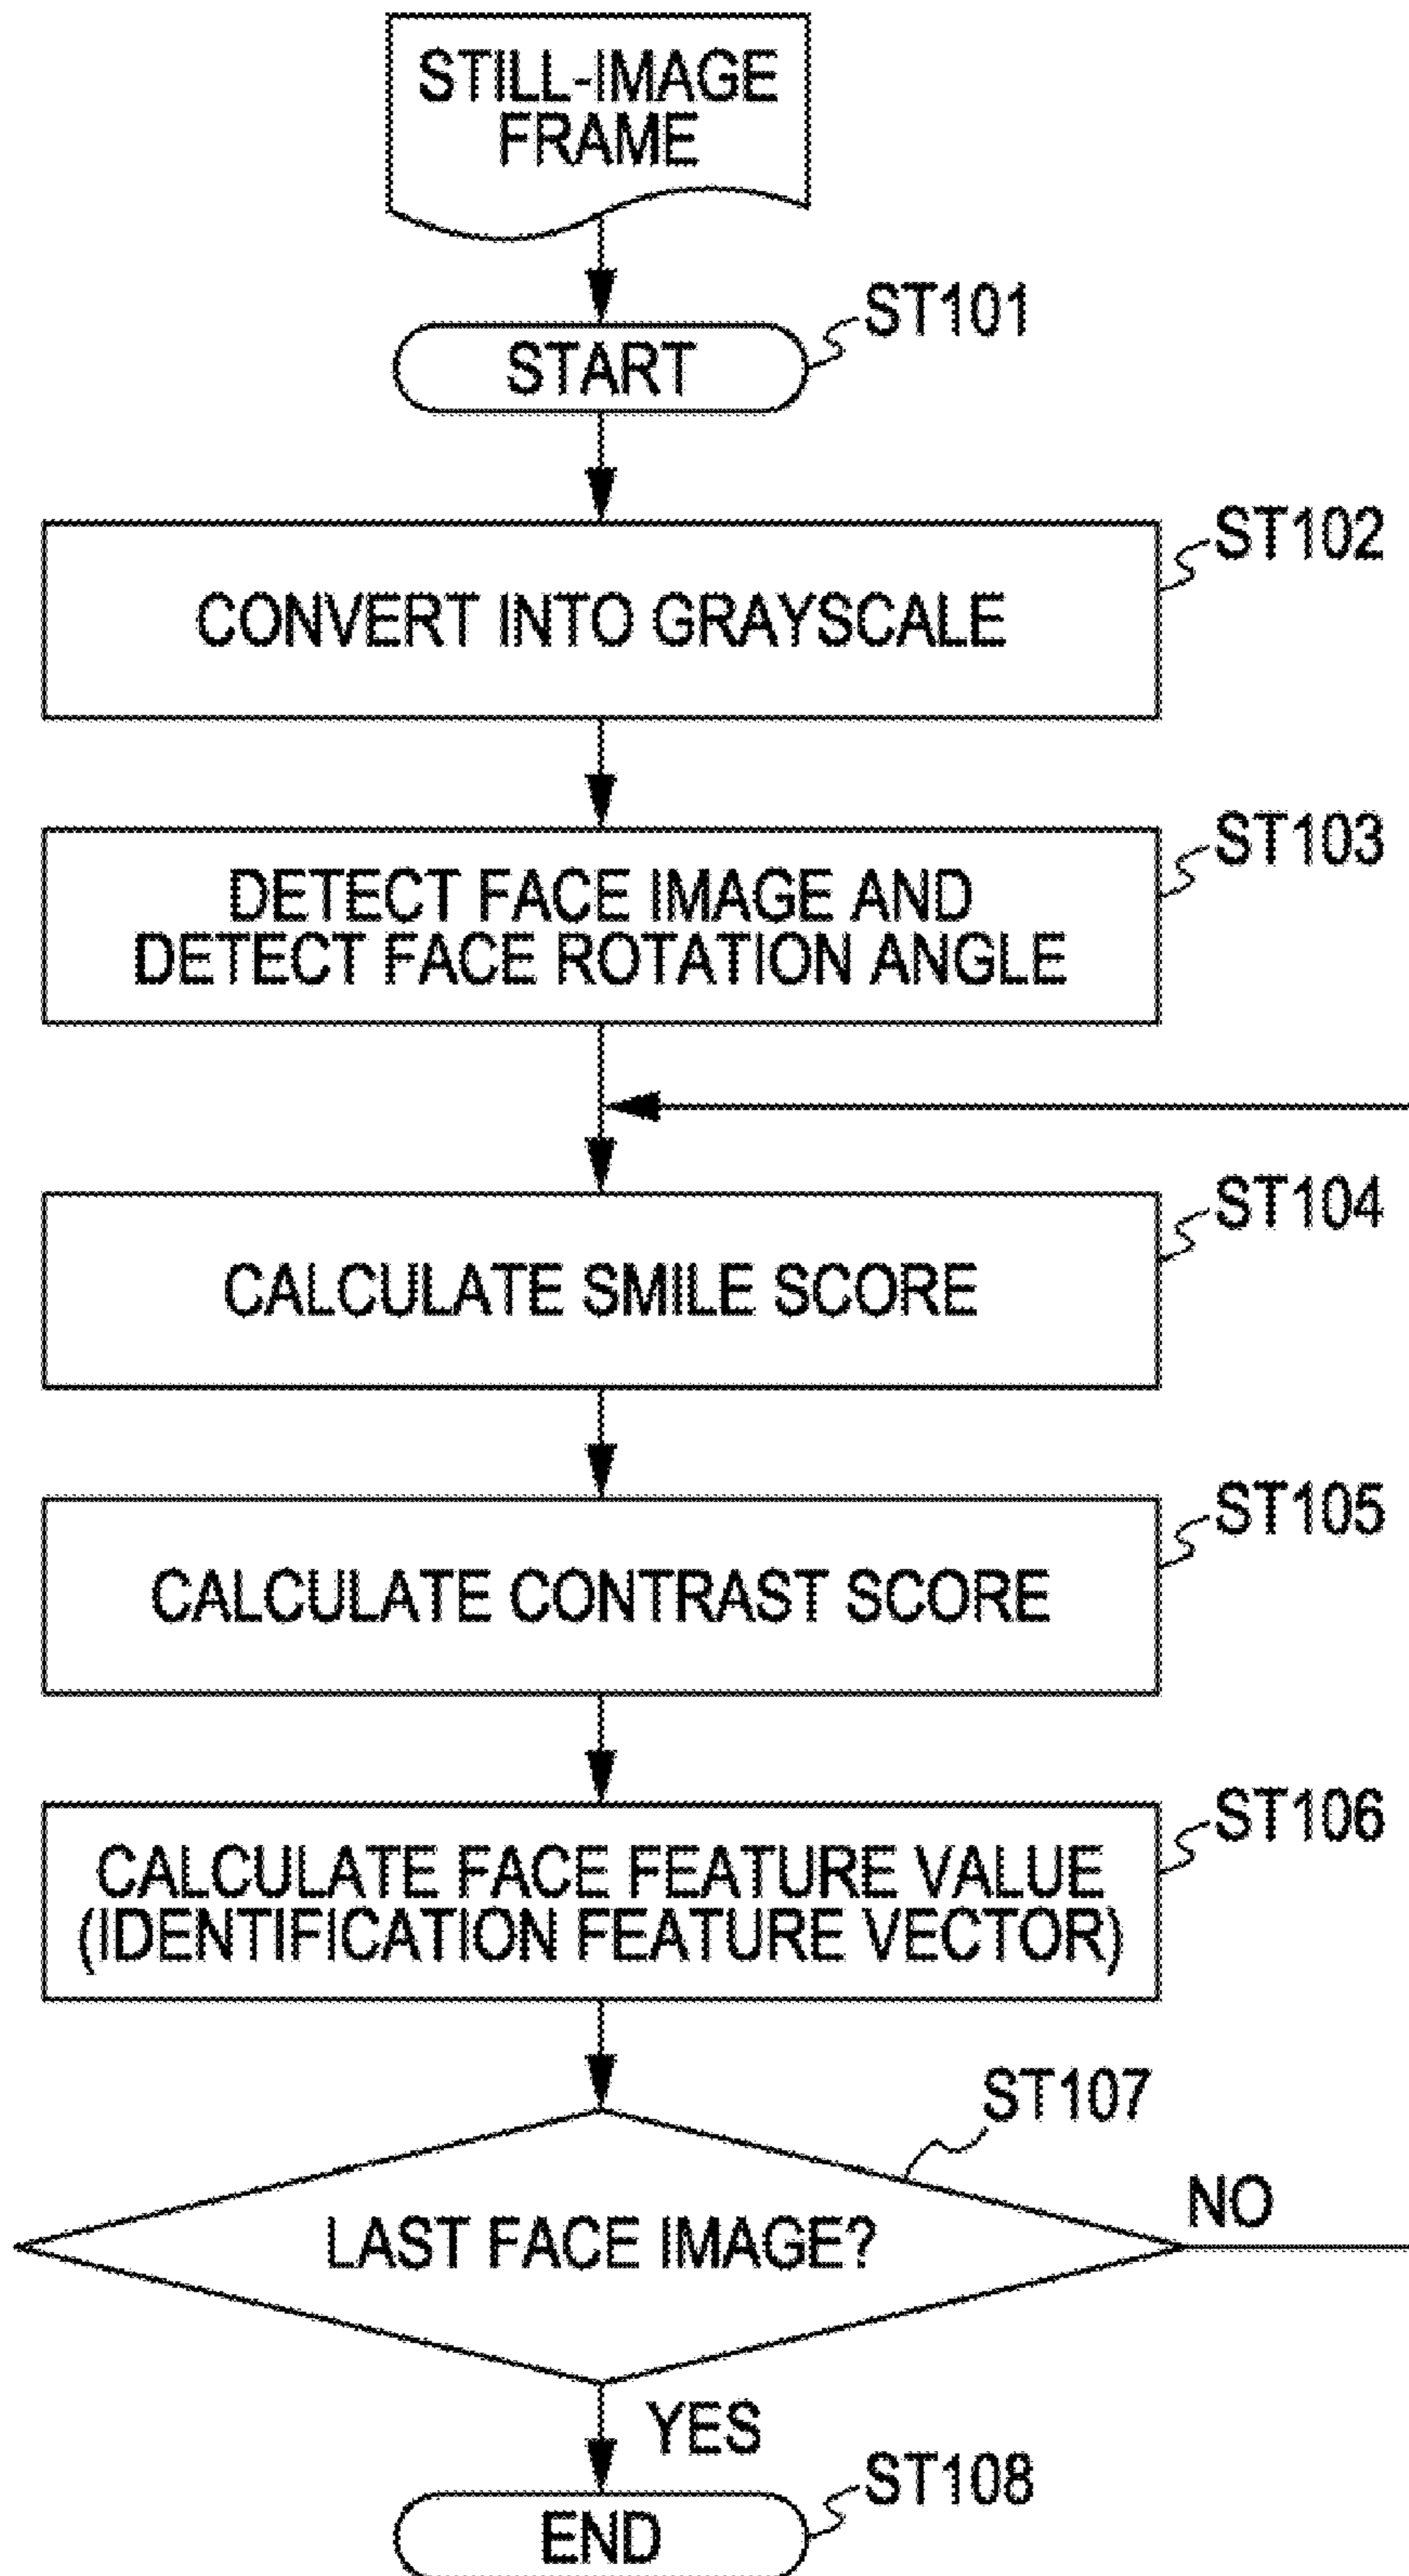 STILL-IMAGE
FRAME
ST101
START
ST102
CONVERT INTO GRAYSCALE
ST103
DETECT FACE IMAGE AND
DETECT FACE ROTATION ANGLE
ST104
CALCULATE SMILE SCORE
ST105
CALCULATE CONTRAST SCORE
ST106
CALCULATE FACE FEATURE VALUE
(IDENTIFICATION FEATURE VECTOR)
ST107
LAST FACE IMAGE?
NO
YES
ST108
END